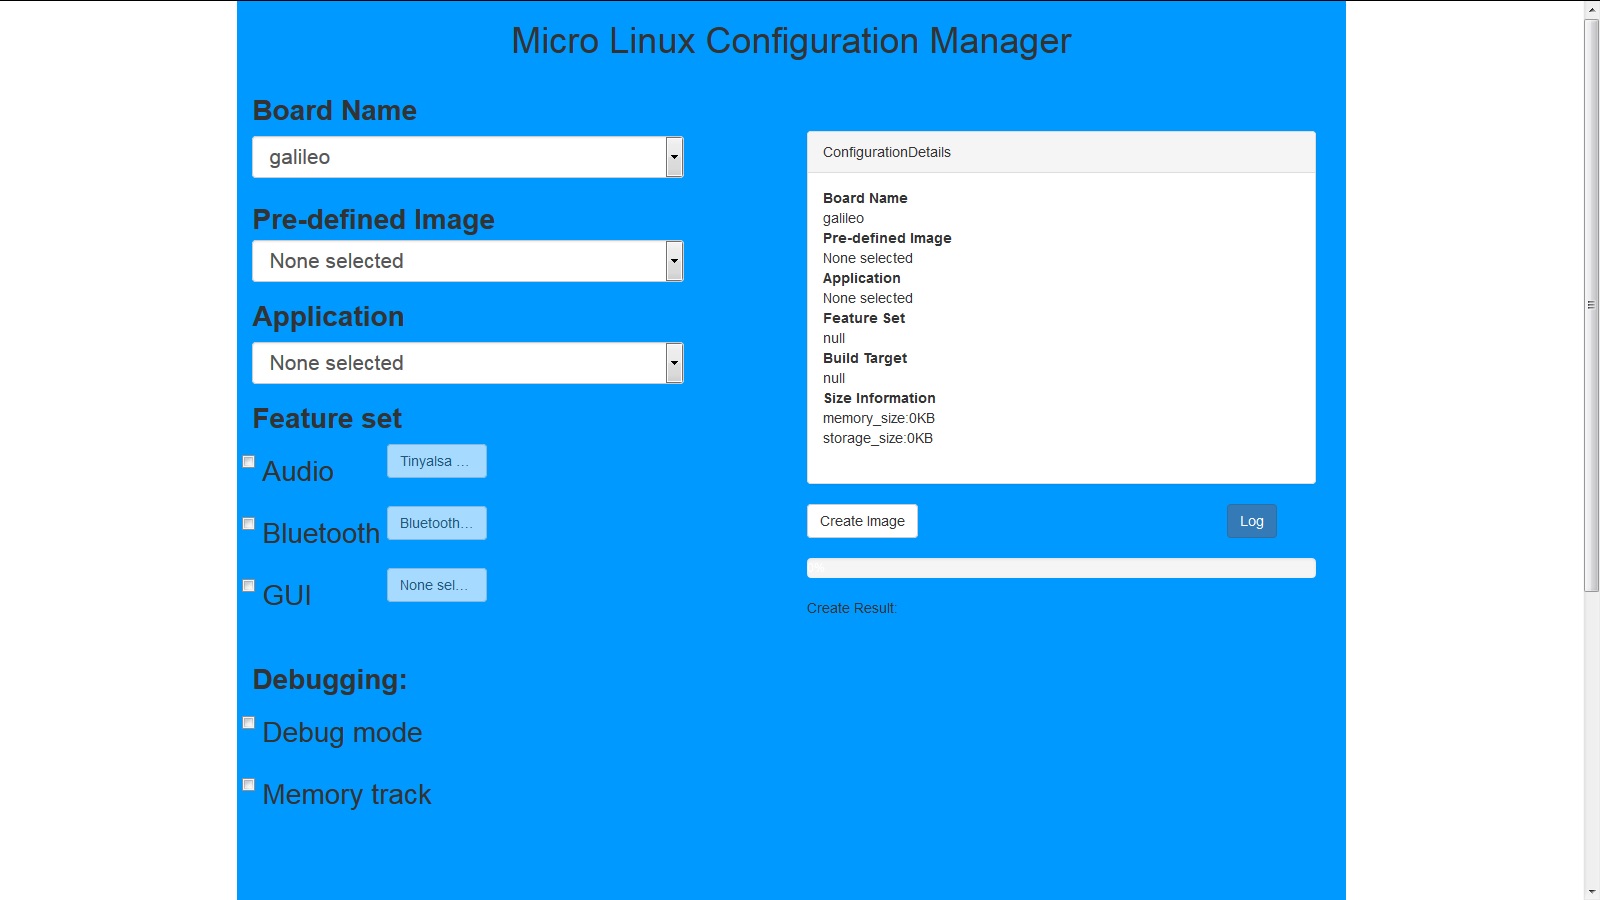 Micro Linux Configuration Manager
Board Name
galileo
Pre-defined Image
None selected
Application
None selected
Feature set
Audio
Tinyalsa ...
Bluetooth
Bluetooth...
GUI
None sel...
Debugging:
Debug mode
Memory track
ConfigurationDetails
Board Name
galileo
Pre-defined Image
None selected
Application
None selected
Feature Set
null
Build Target
null
Size Information
memory_size:0KB
storage_size:0KB
Create Image
Log
Create Result: